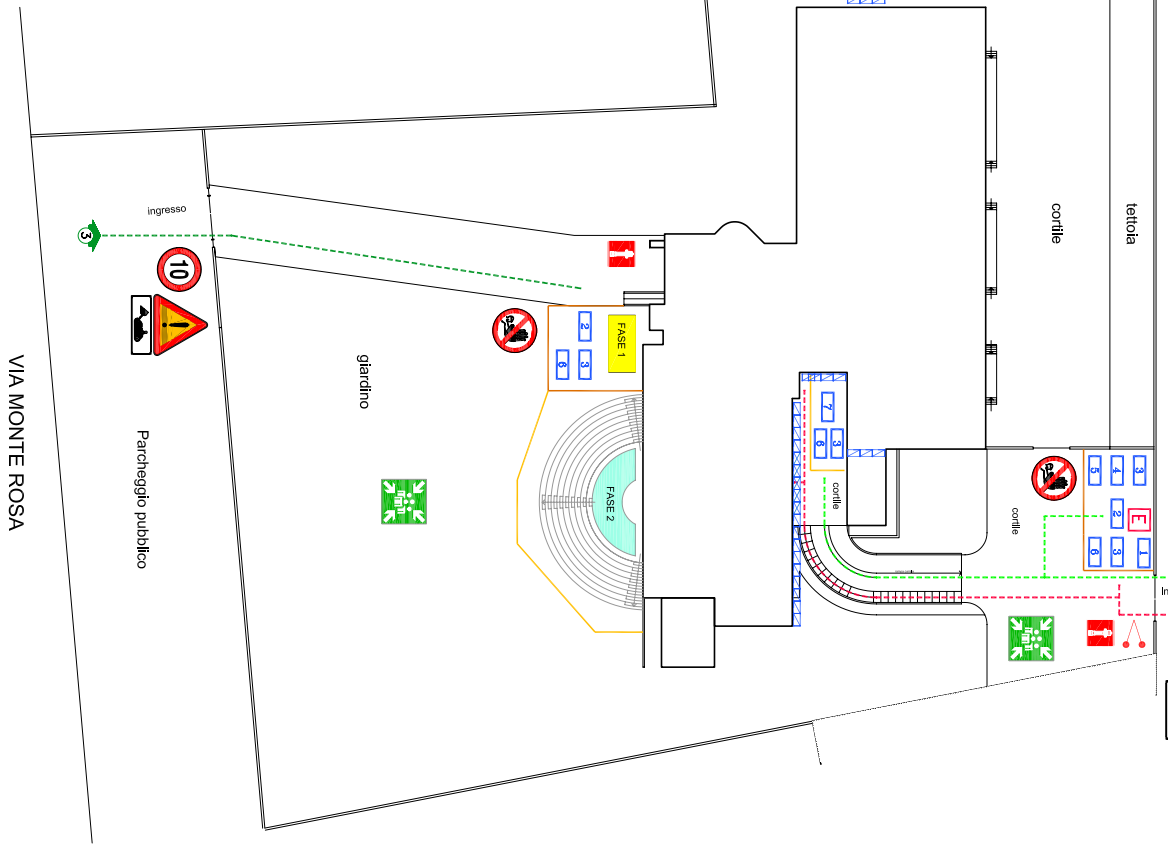 VIA MONTE ROSA
Parcheggio pubblico
ingresso
3
10
giardino
FASE 1
2
3
6
FASE 2
cortile
tettoia
7
3
6
cortile
cortile
3
4
5
2
E
1
3
6
In